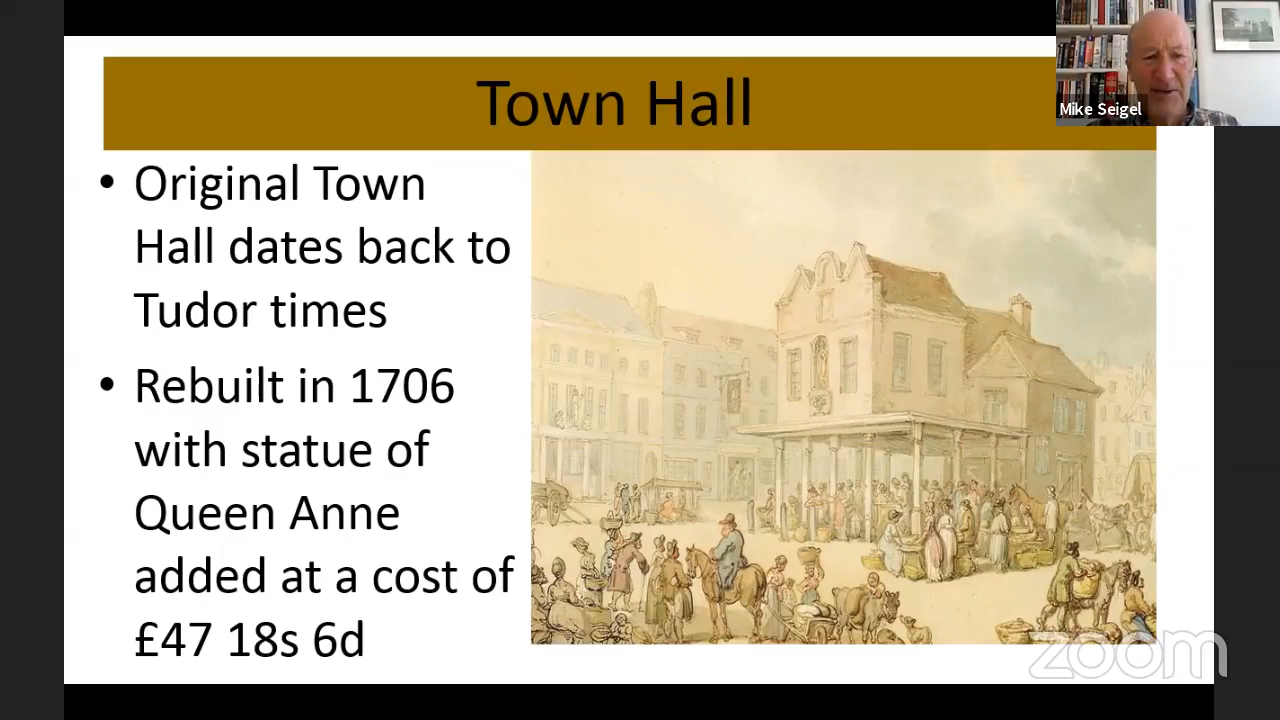 Town Hall
Mike Seigel
• Original Town
Hall dates back to
Tudor times
• Rebuilt in 1706
with statue of
Queen Anne
added at a cost of
£47 18s 6d
zoom